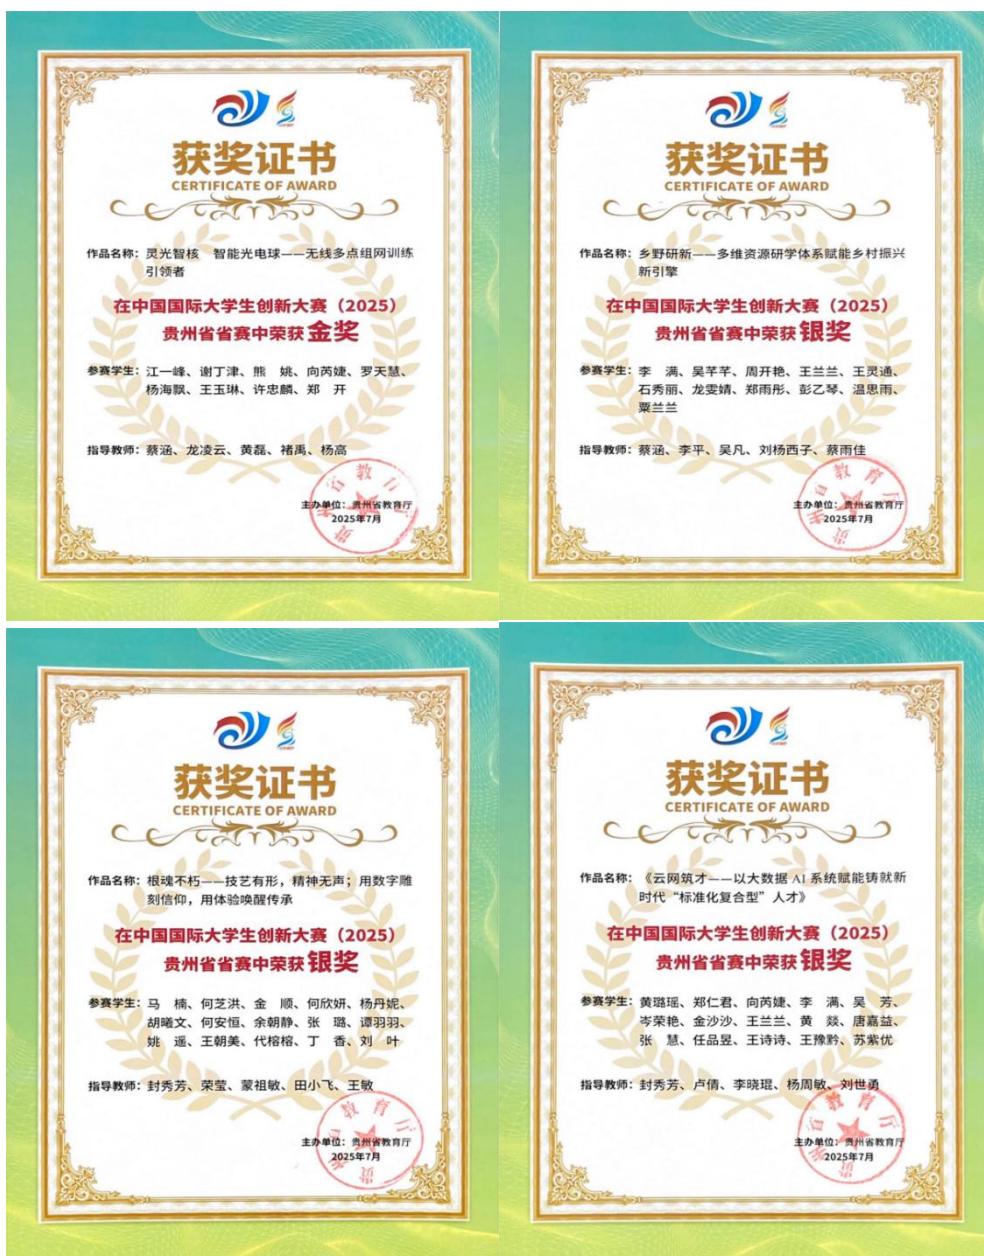 获奖证书
CERTIFICATE OF AWARD
作品名称：灵光智核　智能光电球——无线多点组网训练
引领者
在中国国际大学生创新大赛（2025）
贵州省省赛中荣获 金奖
参赛学生：江一峰、谢丁津、熊　姚、向芮婕、罗天慧、
杨海飘、王玉琳、许忠麟、郑　开
指导教师：蔡涵、龙凌云、黄磊、褚禹、杨高
主办单位：贵州省教育厅
2025年7月
获奖证书
CERTIFICATE OF AWARD
作品名称：乡野研新——多维资源研学体系赋能乡村振兴
新引擎
在中国国际大学生创新大赛（2025）
贵州省省赛中荣获 银奖
参赛学生：李　满、吴芊芊、周开艳、王兰兰、王灵通、
石秀丽、龙雯婧、郑雨彤、彭乙琴、温思雨、
粟兰兰
指导教师：蔡涵、李平、吴凡、刘杨西子、蔡雨佳
主办单位：贵州省教育厅
2025年7月
获奖证书
CERTIFICATE OF AWARD
作品名称：根魂不朽——技艺有形，精神无声；用数字雕
刻信仰，用体验唤醒传承
在中国国际大学生创新大赛（2025）
贵州省省赛中荣获 银奖
参赛学生：马　楠、何芝洪、金　顺、何欣妍、杨丹妮、
胡曦文、何安恒、余朝静、张　璐、谭羽羽、
姚　遥、王朝美、代榕榕、丁　香、刘　叶
指导教师：封秀芳、荣莹、蒙祖敏、田小飞、王敏
主办单位：贵州省教育厅
2025年7月
获奖证书
CERTIFICATE OF AWARD
作品名称：《云网筑才——以大数据 AI 系统赋能铸就新
时代“标准化复合型”人才》
在中国国际大学生创新大赛（2025）
贵州省省赛中荣获 银奖
参赛学生：黄璐瑶、郑仁君、向芮婕、李　满、吴　芳、
岑荣艳、金沙沙、王兰兰、黄　燚、唐嘉益、
张　慧、任品昱、王诗诗、王豫黔、苏紫优
指导教师：封秀芳、卢倩、李晓琨、杨周敏、刘世勇
主办单位：贵州省教育厅
2025年7月